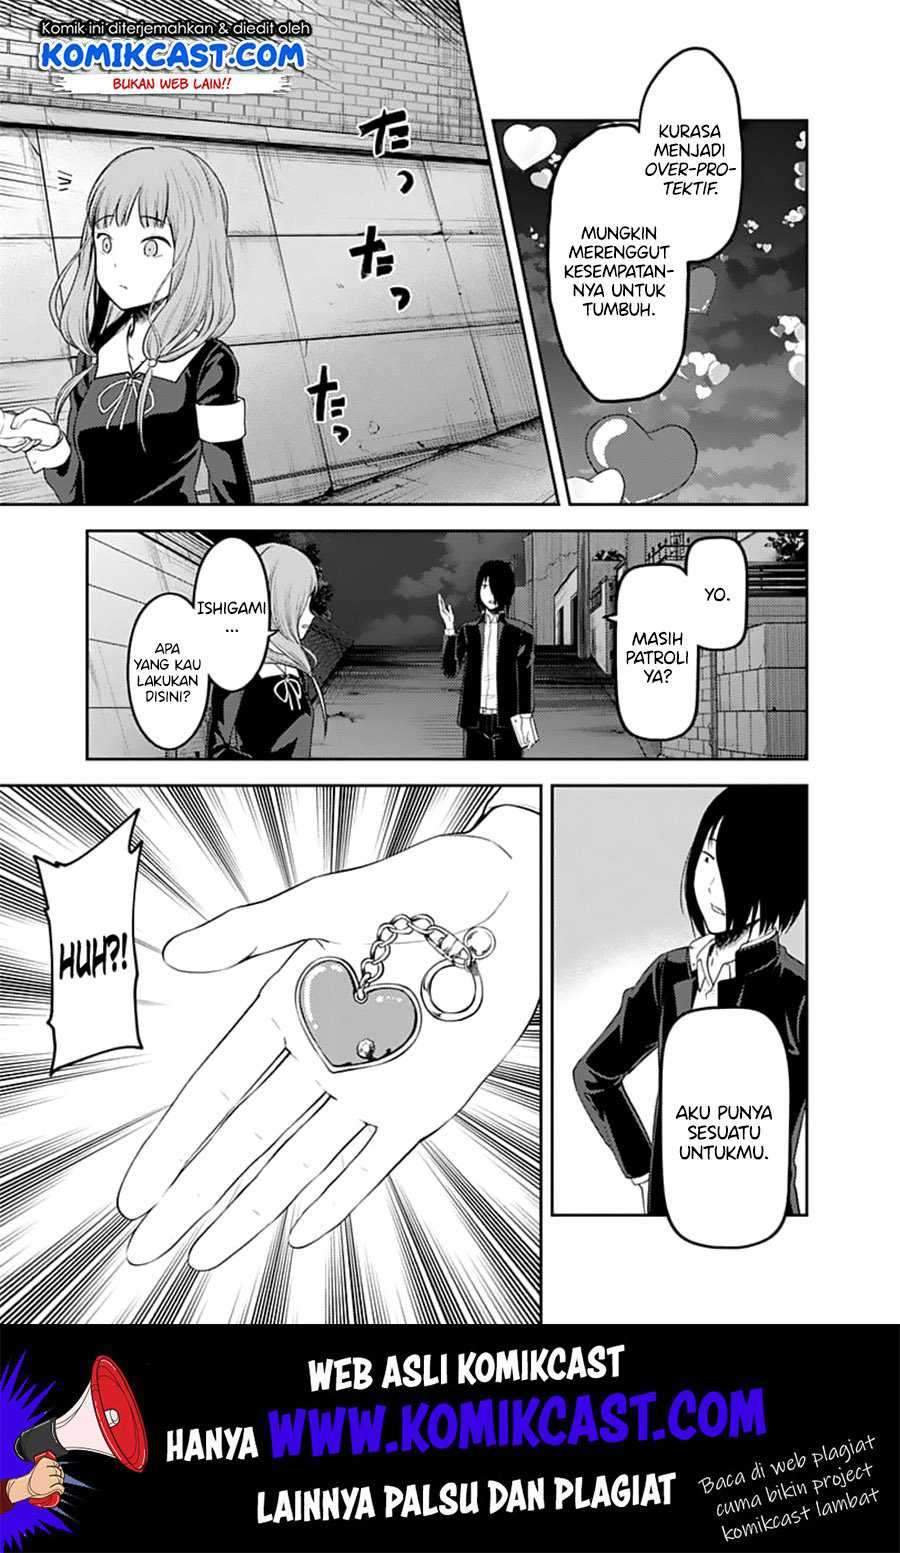 Komik ini diterjemahkan & diedit oleh
KOMIKCAST.COM
BUKAN WEB LAIN!!
KURASA
MENJADI
OVER-PRO-
TEKTIF.
MUNGKIN
MERENGGUT
KESEMPATAN-
NYA UNTUK
TUMBUH.
たっ
たっ
たっ
YO.
MASIH
PATROLI
YA?
ISHIGAMI
...
APA
YANG KAU
LAKUKAN
DISINI?
AKU PUNYA
SESUATU
UNTUKMU.
HUH?!
WEB ASLI KOMIKCAST
HANYA WWW.KOMIKCAST.COM
LAINNYA PALSU DAN PLAGIAT
Baca di web plagiat
cuma bikin project
komikcast lambat